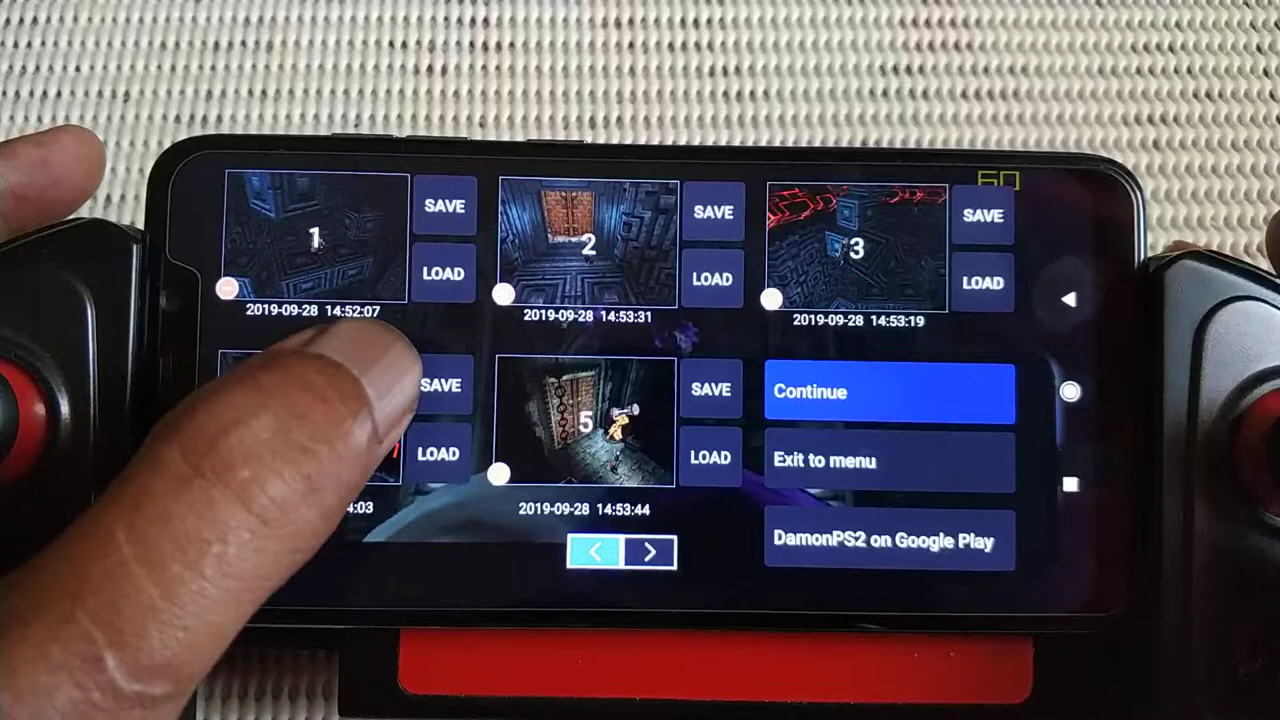 60
1
SAVE
LOAD
2019-09-28 14:52:07
2
SAVE
LOAD
2019-09-28 14:53:31
3
SAVE
LOAD
2019-09-28 14:53:19
SAVE
LOAD
4:03
5
SAVE
LOAD
2019-09-28 14:53:44
< >
Continue
Exit to menu
DamonPS2 on Google Play